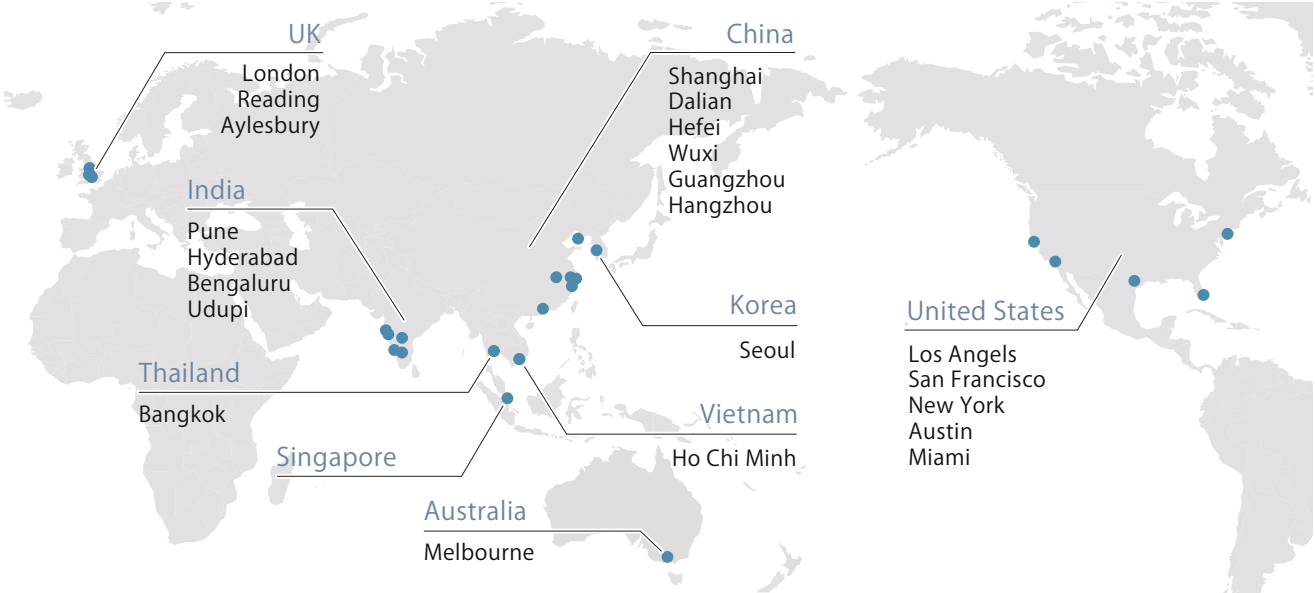 UK
London
Reading
Aylesbury
India
Pune
Hyderabad
Bengaluru
Udupi
Thailand
Bangkok
Singapore
Australia
Melbourne
China
Shanghai
Dalian
Hefei
Wuxi
Guangzhou
Hangzhou
Korea
Seoul
Vietnam
Ho Chi Minh
United States
Los Angels
San Francisco
New York
Austin
Miami